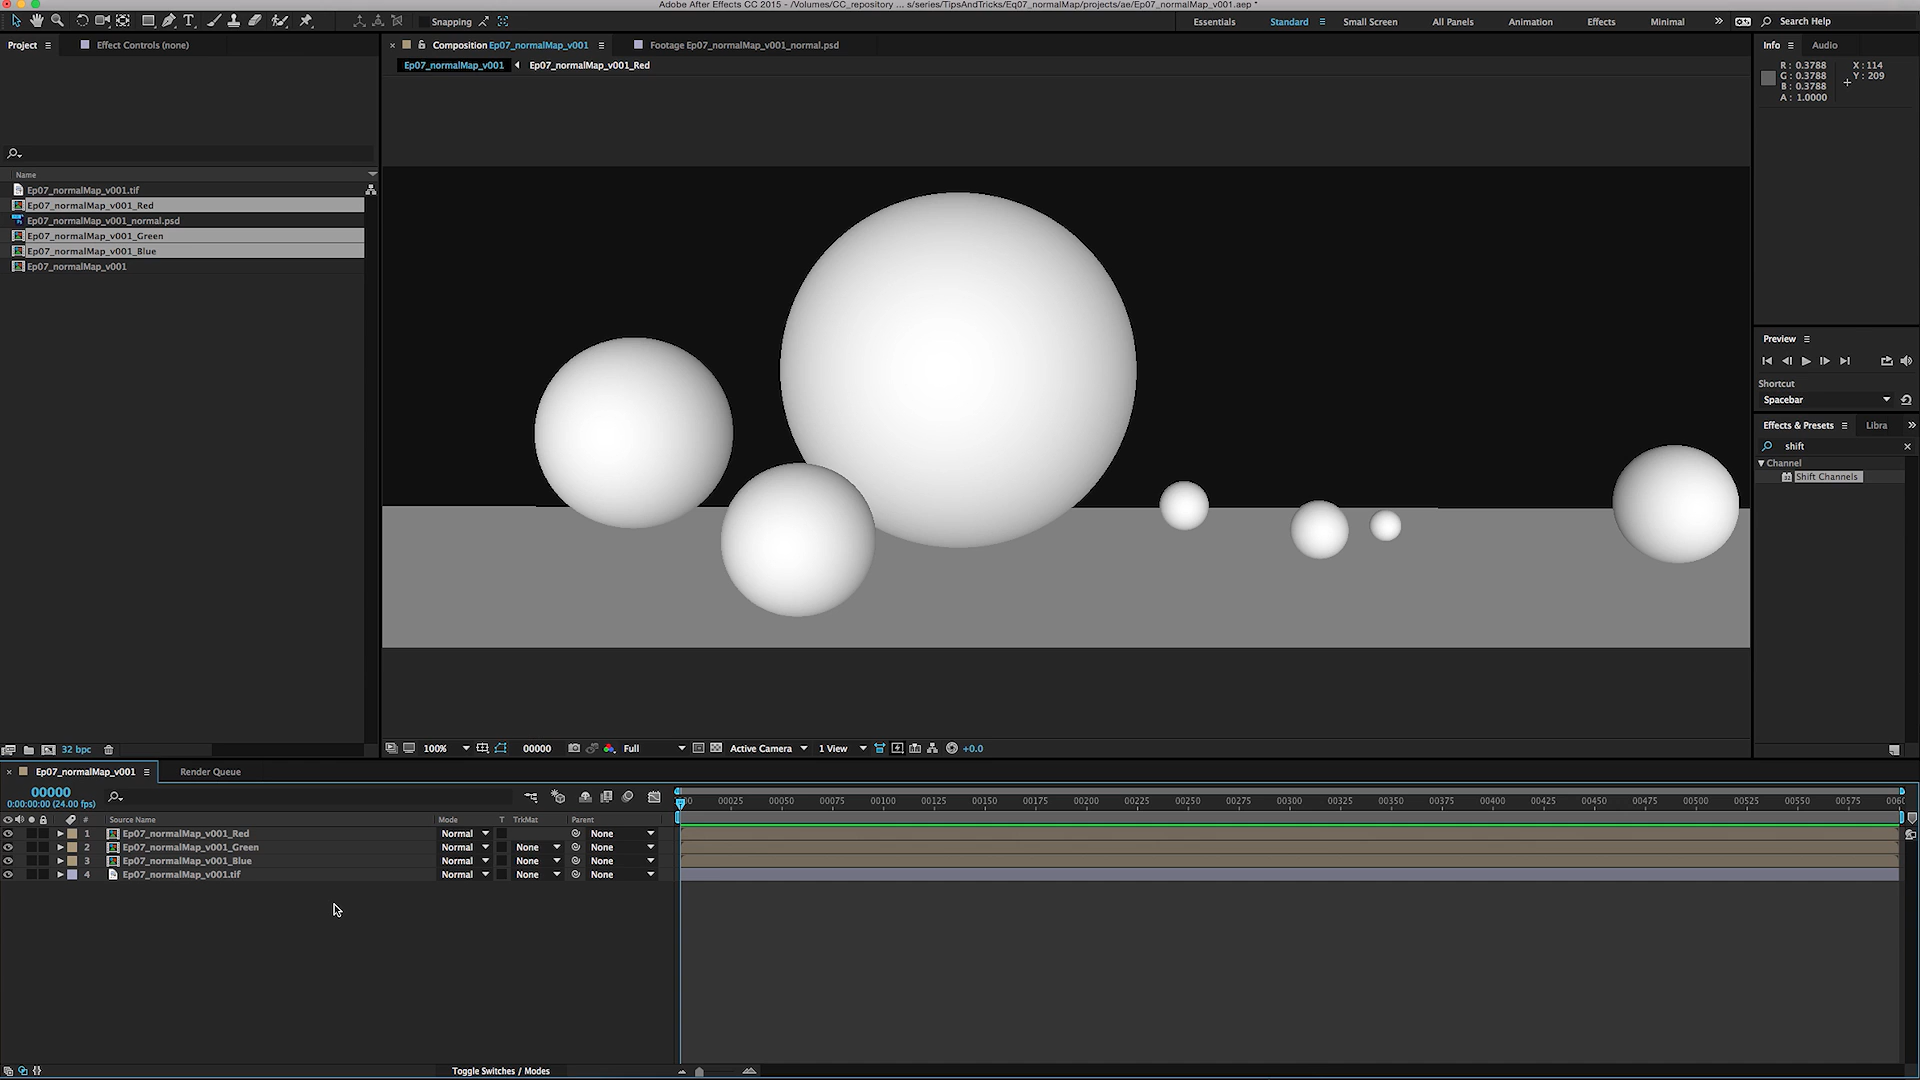 Adobe After Effects CC 2015 - /Volumes/CC_repository ... s/series/TipsAndTricks/Eq07_normalMap/projects/ae/Ep07_normalMap_v001.aep *
Snapping
Essentials
Standard
Small Screen
All Panels
Animation
Effects
Minimal
Search Help
Project
Effect Controls (none)
Composition Ep07_normalMap_v001
Footage Ep07_normalMap_v001_normal.psd
Info
Audio
Ep07_normalMap_v001
Ep07_normalMap_v001_Red
R : 0.3788
G : 0.3788
B : 0.3788
A : 1.0000
X : 114
Y : 209
Name
Ep07_normalMap_v001.tif
Ep07_normalMap_v001_Red
Ep07_normalMap_v001_normal.psd
Ep07_normalMap_v001_Green
Ep07_normalMap_v001_Blue
Ep07_normalMap_v001
Preview
Shortcut
Spacebar
Effects & Presets
Libra
shift
Channel
32
Shift Channels
32 bpc
100%
00000
Full
Active Camera
1 View
+0.0
Ep07_normalMap_v001
Render Queue
00000
0:00:00:00 (24.00 fps)
00 00025 00050 00075 00100 00125 00150 00175 00200 00225 00250 00275 00300 00325 00350 00375 00400 00425 00450 00475 00500 00525 00550 00575 0060
# Source Name Mode T TrkMat Parent
1 Ep07_normalMap_v001_Red Normal None
2 Ep07_normalMap_v001_Green Normal None None
3 Ep07_normalMap_v001_Blue Normal None None
4 Ep07_normalMap_v001.tif Normal None None
Toggle Switches / Modes